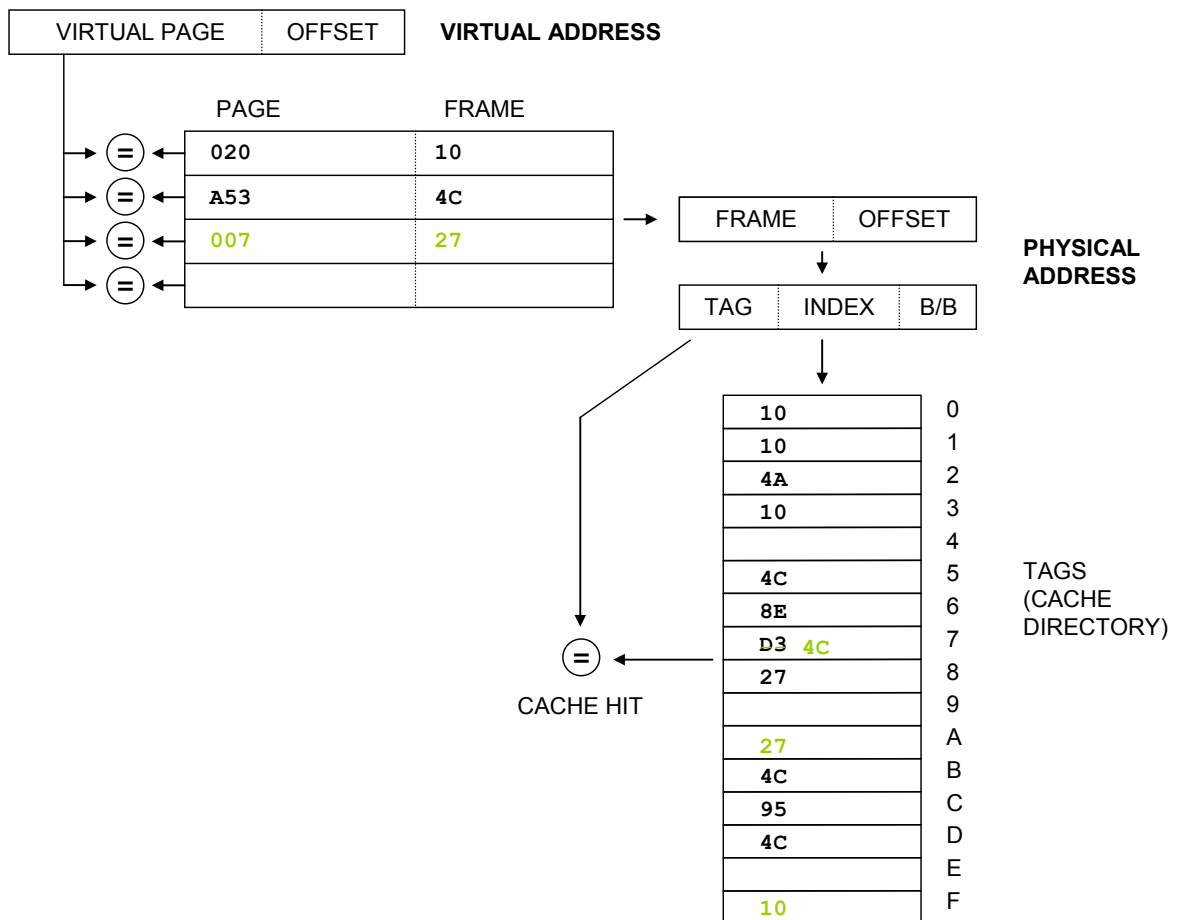 VIRTUAL PAGE OFFSET VIRTUAL ADDRESS
PAGE FRAME
= 020 10
= A53 4C
= 007 27
=
FRAME OFFSET
PHYSICAL
ADDRESS
TAG INDEX B/B
10 0
10 1
4A 2
10 3
4
4C 5
8E 6
D3 4C 7
27 8
9
27 A
4C B
95 C
4C D
E
10 F
TAGS
(CACHE
DIRECTORY)
=
CACHE HIT